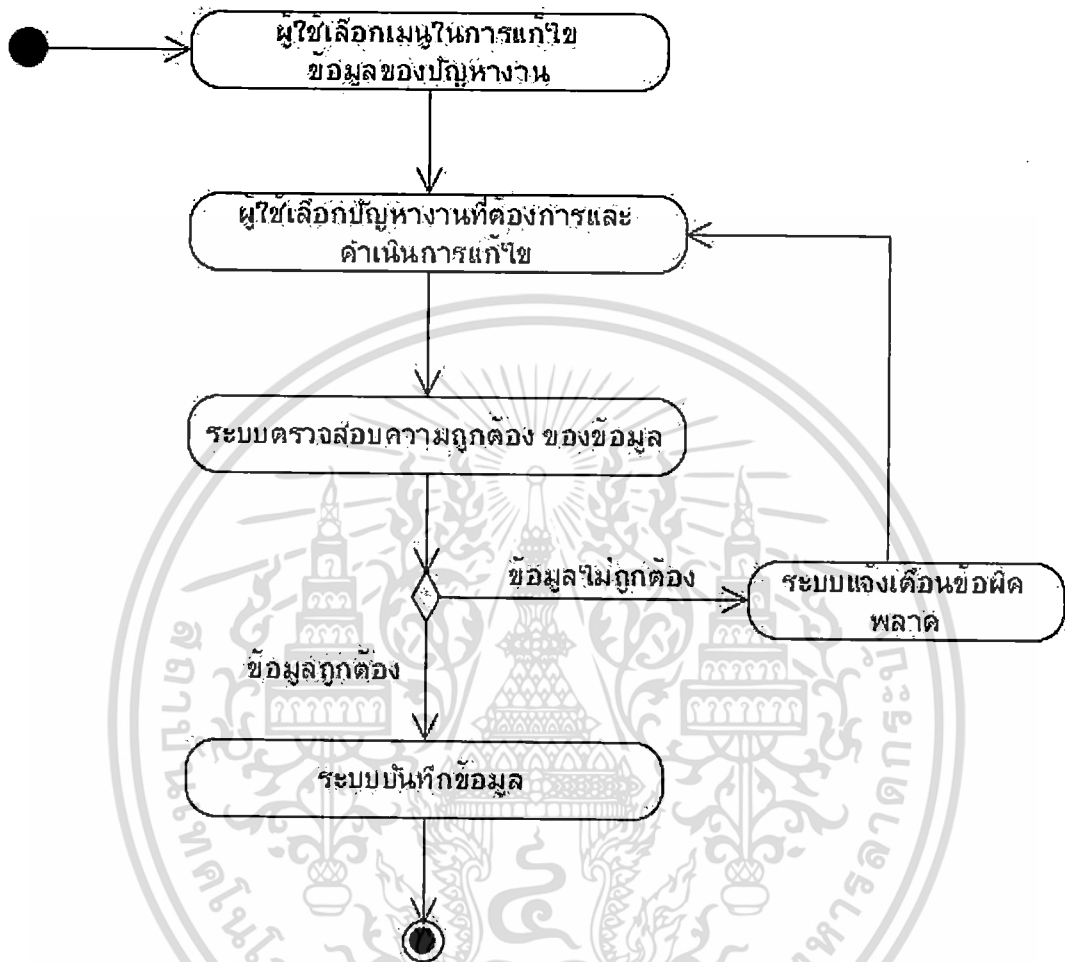 ผู้ใช้เลือกเมนูในการแก้ไข
ข้อมูลของปัญหางาน
ผู้ใช้เลือกปัญหางานที่ต้องการและ
ดำเนินการแก้ไข
ระบบตรวจสอบความถูกต้อง ของข้อมูล
ข้อมูลไม่ถูกต้อง
ระบบแจ้งเตือนข้อผิด
พลาด
ข้อมูลถูกต้อง
ระบบบันทึกข้อมูล